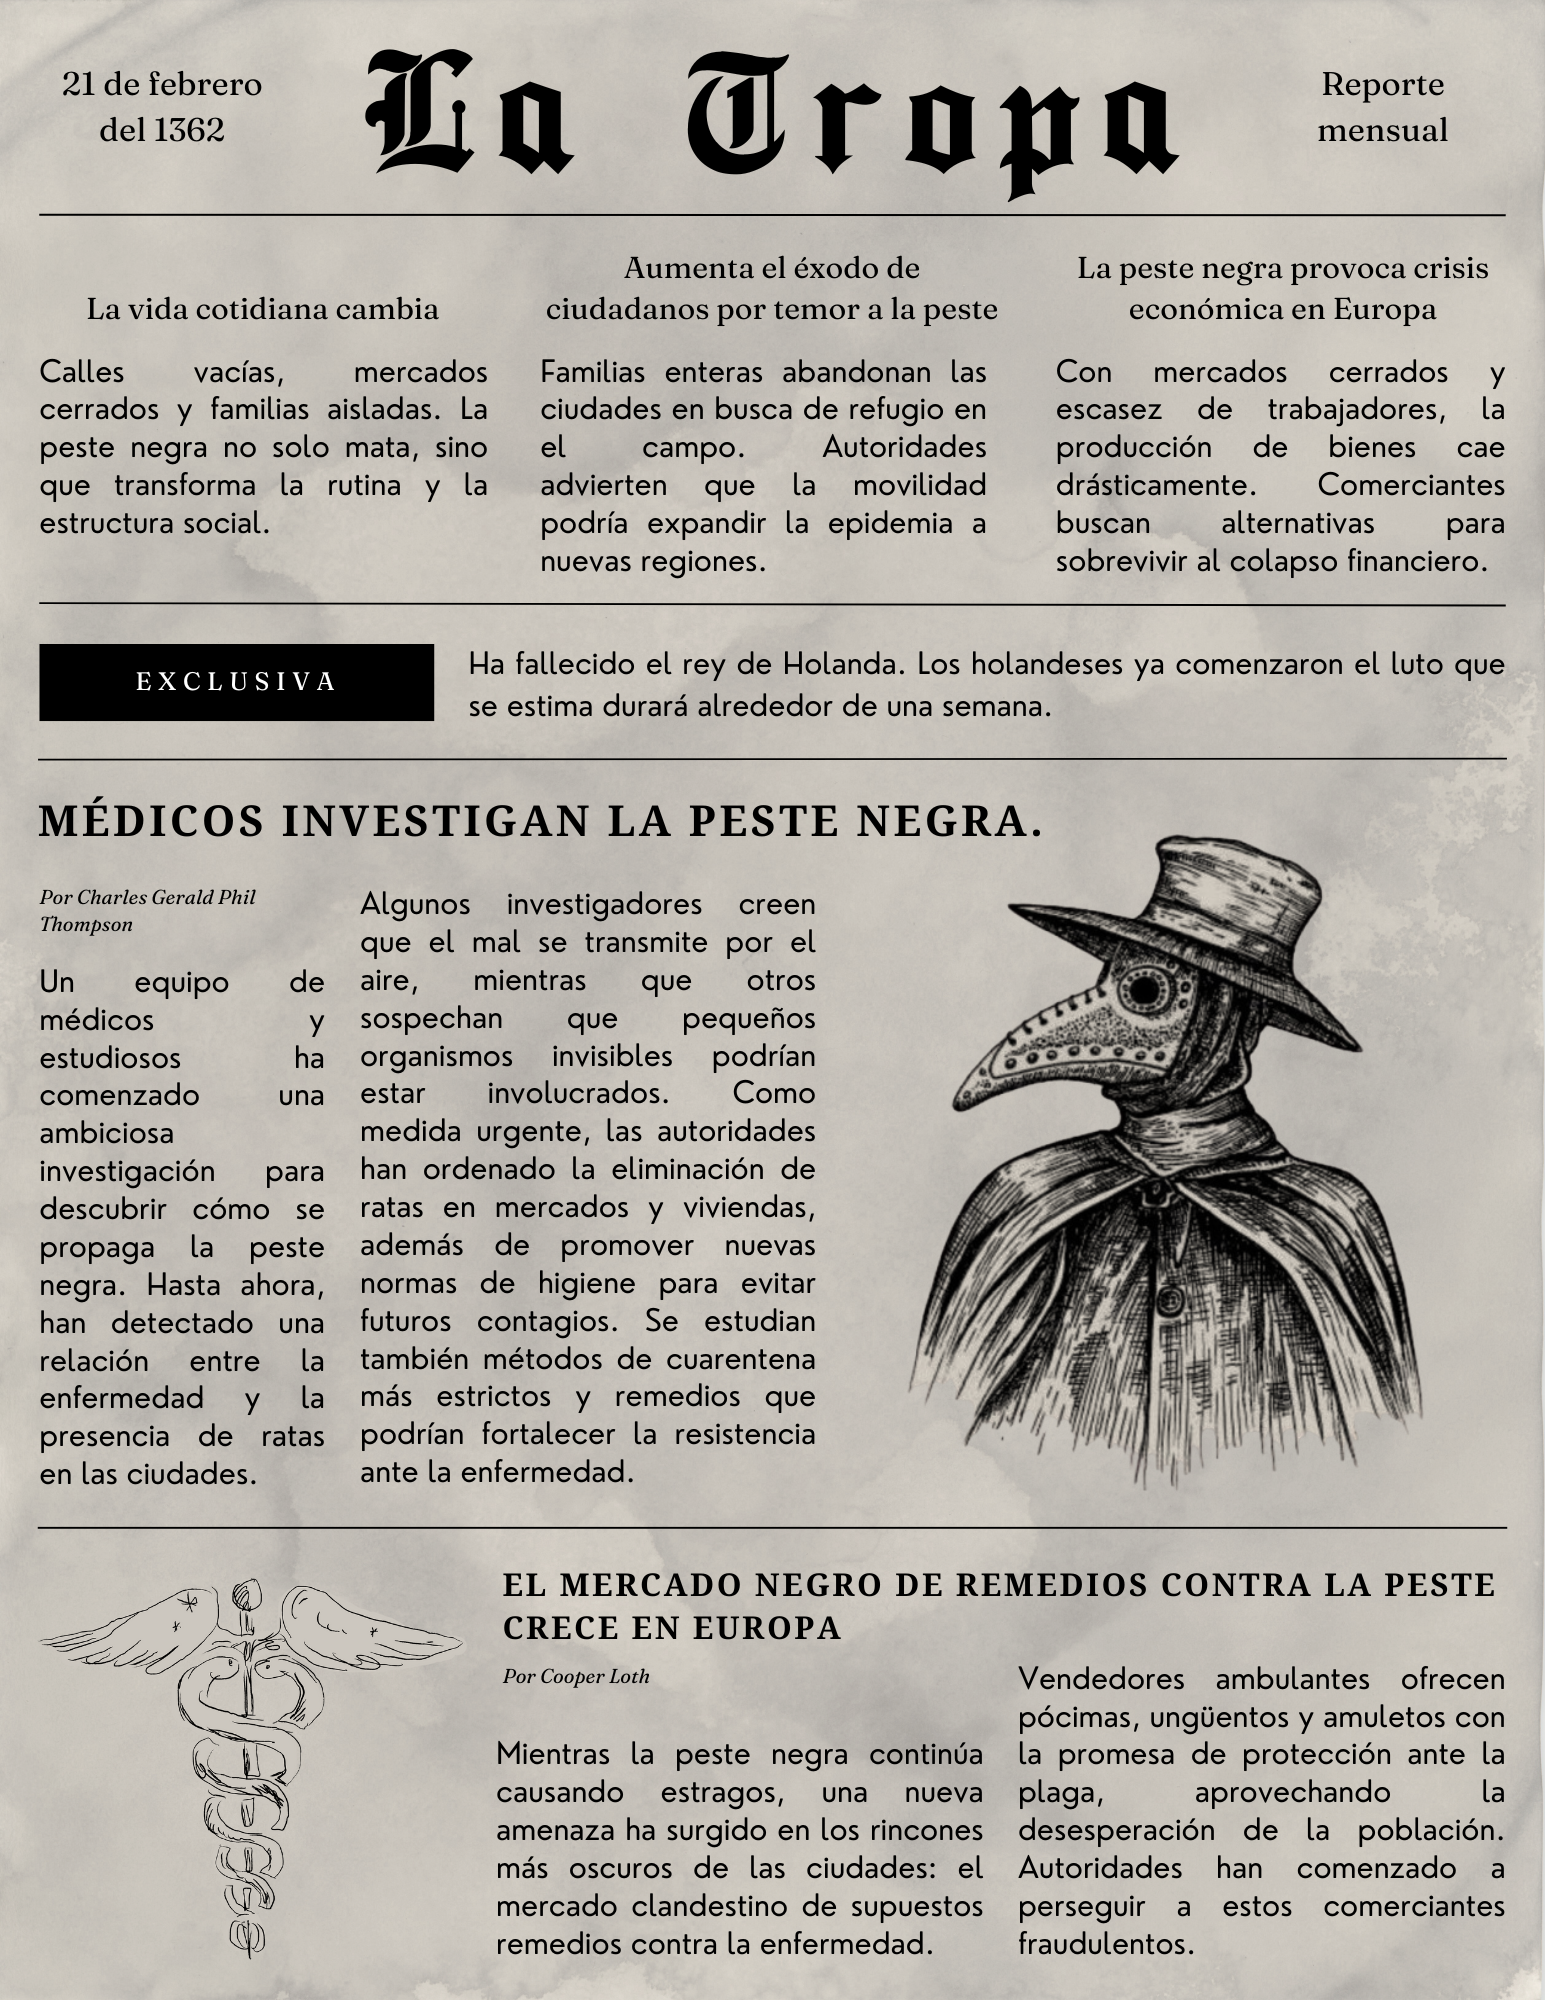 21 de febrero
del 1362
La Tropa
Reporte
mensual
La vida cotidiana cambia
Calles vacías, mercados
cerrados y familias aisladas. La
peste negra no solo mata, sino
que transforma la rutina y la
estructura social.
Aumenta el éxodo de
ciudadanos por temor a la peste
Familias enteras abandonan las
ciudades en busca de refugio en
el campo. Autoridades
advierten que la movilidad
podría expandir la epidemia a
nuevas regiones.
La peste negra provoca crisis
económica en Europa
Con mercados cerrados y
escasez de trabajadores, la
producción de bienes cae
drásticamente. Comerciantes
buscan alternativas para
sobrevivir al colapso financiero.
EXCLUSIVA
Ha fallecido el rey de Holanda. Los holandeses ya comenzaron el luto que
se estima durará alrededor de una semana.
MÉDICOS INVESTIGAN LA PESTE NEGRA.
Por Charles Gerald Phil
Thompson
Un equipo de
médicos y
estudiosos ha
comenzado una
ambiciosa
investigación para
descubrir cómo se
propaga la peste
negra. Hasta ahora,
han detectado una
relación entre la
enfermedad y la
presencia de ratas
en las ciudades.
Algunos investigadores creen
que el mal se transmite por el
aire, mientras que otros
sospechan que pequeños
organismos invisibles podrían
estar involucrados. Como
medida urgente, las autoridades
han ordenado la eliminación de
ratas en mercados y viviendas,
además de promover nuevas
normas de higiene para evitar
futuros contagios. Se estudian
también métodos de cuarentena
más estrictos y remedios que
podrían fortalecer la resistencia
ante la enfermedad.
EL MERCADO NEGRO DE REMEDIOS CONTRA LA PESTE
CRECE EN EUROPA
Por Cooper Loth
Mientras la peste negra continúa
causando estragos, una nueva
amenaza ha surgido en los rincones
más oscuros de las ciudades: el
mercado clandestino de supuestos
remedios contra la enfermedad.
Vendedores ambulantes ofrecen
pócimas, ungüentos y amuletos con
la promesa de protección ante la
plaga, aprovechando la
desesperación de la población.
Autoridades han comenzado a
perseguir a estos comerciantes
fraudulentos.